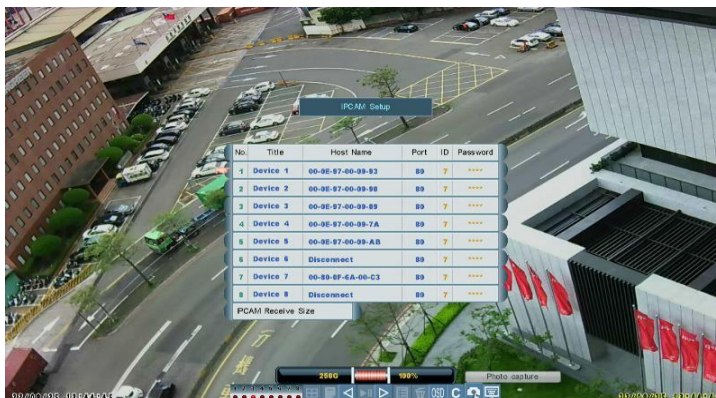 IPCAM Setup
No. Title Host Name Port ID Password
1 Device 1 00-0E-97-00-09-93 80 7 ****
2 Device 2 00-0E-97-00-09-98 80 7 ****
3 Device 3 00-0E-97-00-09-89 80 7 ****
4 Device 4 00-0E-97-00-09-7A 80 7 ****
5 Device 5 00-0E-97-00-09-AB 80 7 ****
6 Device 6 Disconnect 80 7 ****
7 Device 7 00-80-8F-6A-00-C3 80 7 ****
8 Device 8 Disconnect 80 7 ****
IPCAM Receive Size
258G 100% Photo capture
OSD C